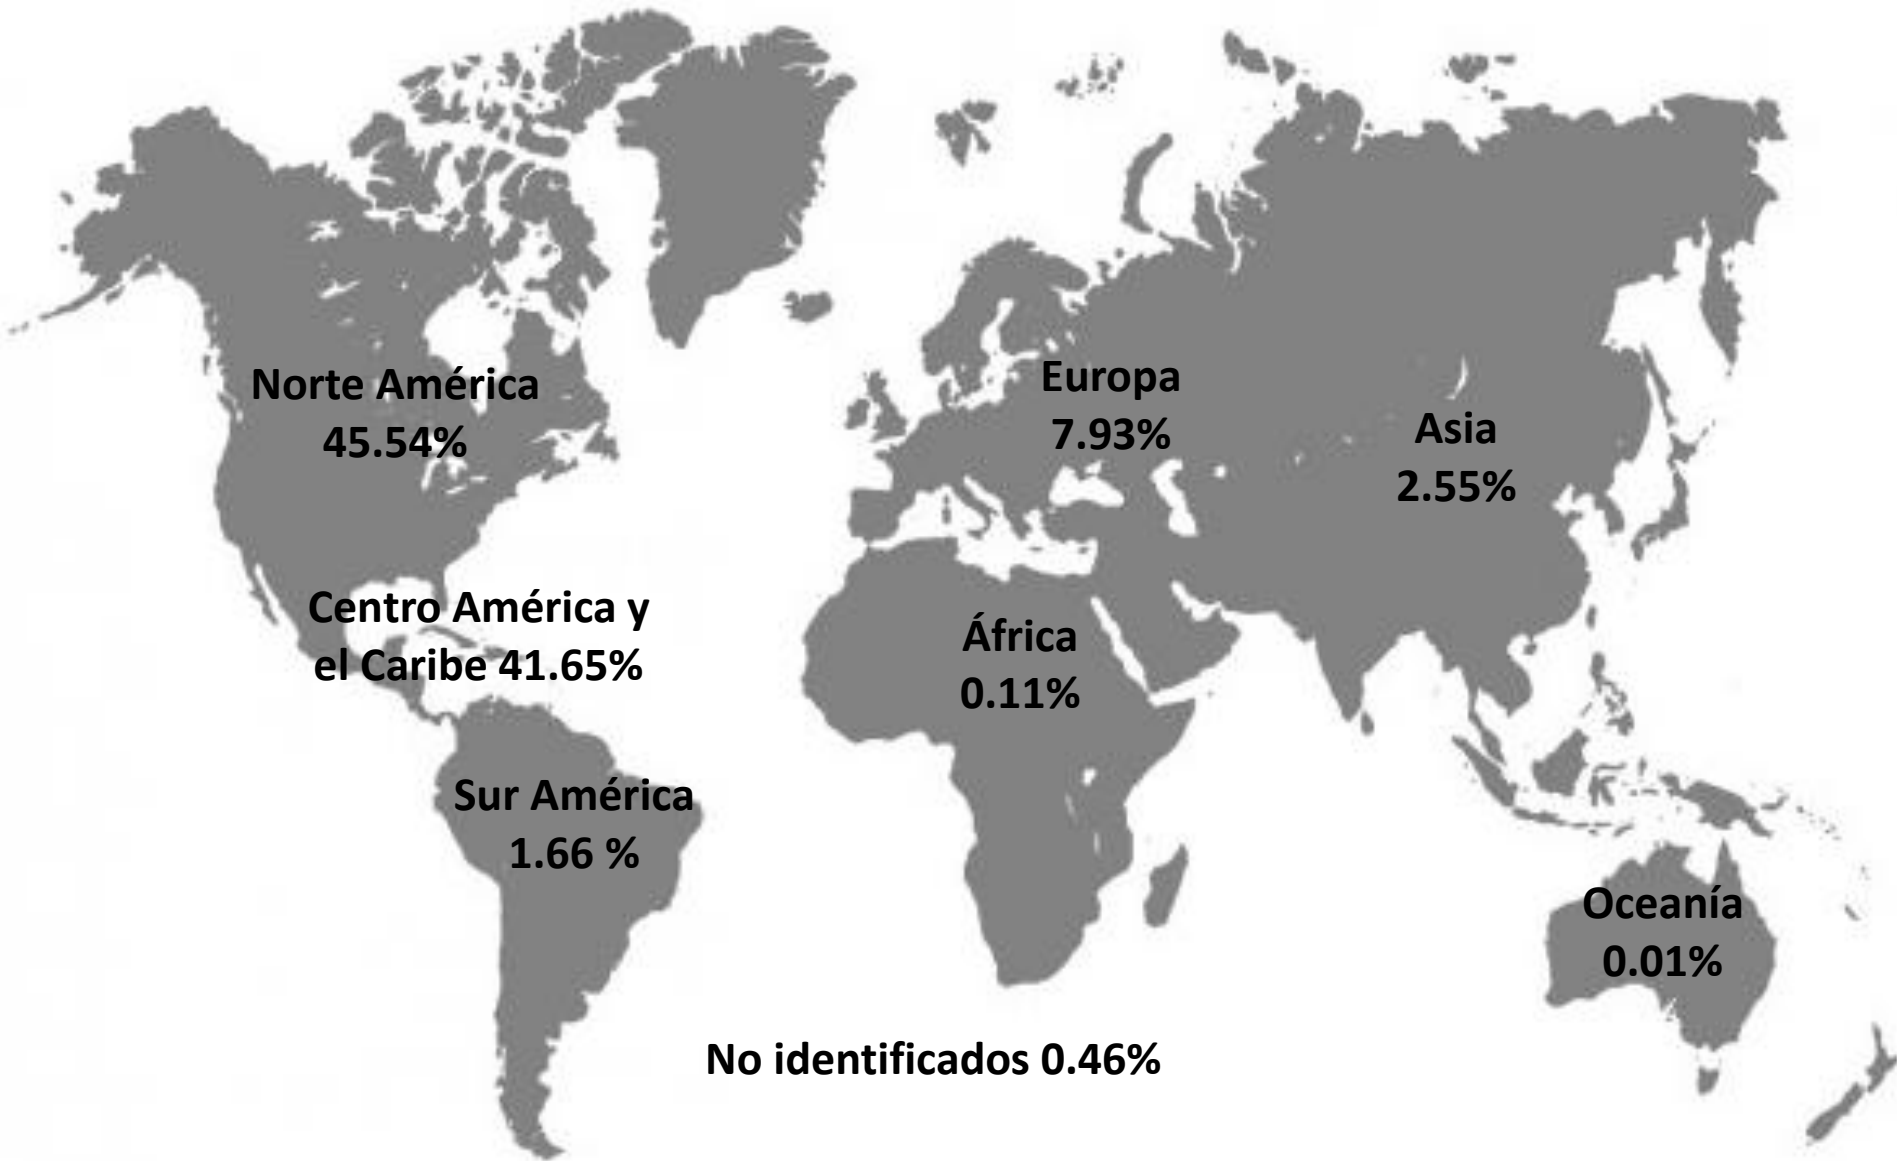 Norte América
45.54%
Europa
7.93%
Asia
2.55%
Centro América y
el Caribe 41.65%
África
0.11%
Sur América
1.66 %
Oceanía
0.01%
No identificados 0.46%